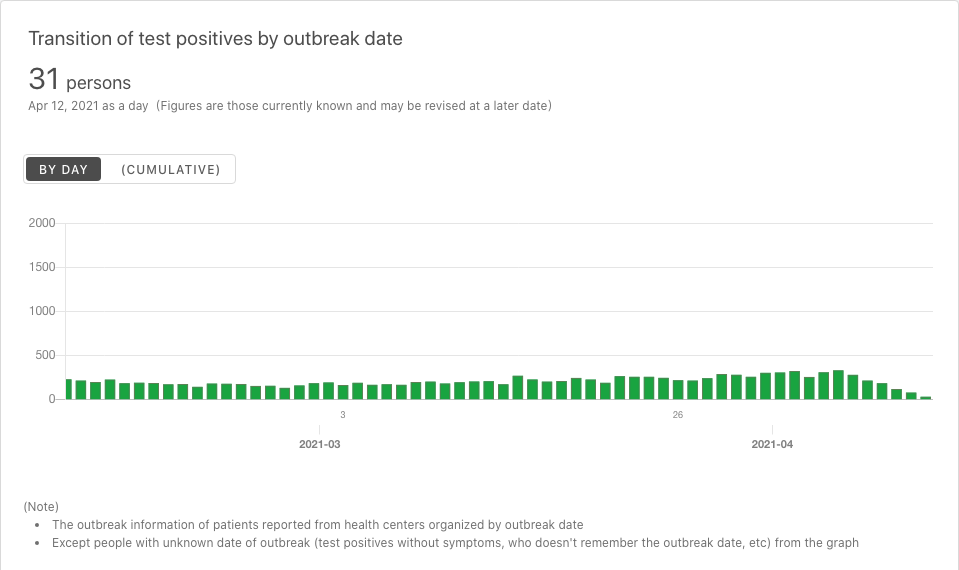 Transition of test positives by outbreak date
31 persons
Apr 12, 2021 as a day (Figures are those currently known and may be revised at a later date)
BY DAY (CUMULATIVE)
2000
1500
1000
500
0
3 26
2021-03 2021-04
(Note)
• The outbreak information of patients reported from health centers organized by outbreak date
• Except people with unknown date of outbreak (test positives without symptoms, who doesn't remember the outbreak date, etc) from the graph